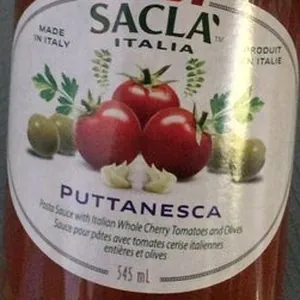 SACLÀ™
ITALIA
MADE
IN ITALY
PRODUIT
EN ITALIE
PUTTANESCA
Pasta Sauce with Italian Whole Cherry Tomatoes and Olives
Sauce pour pâtes avec tomates cerise italiennes
entières et olives
545 mL